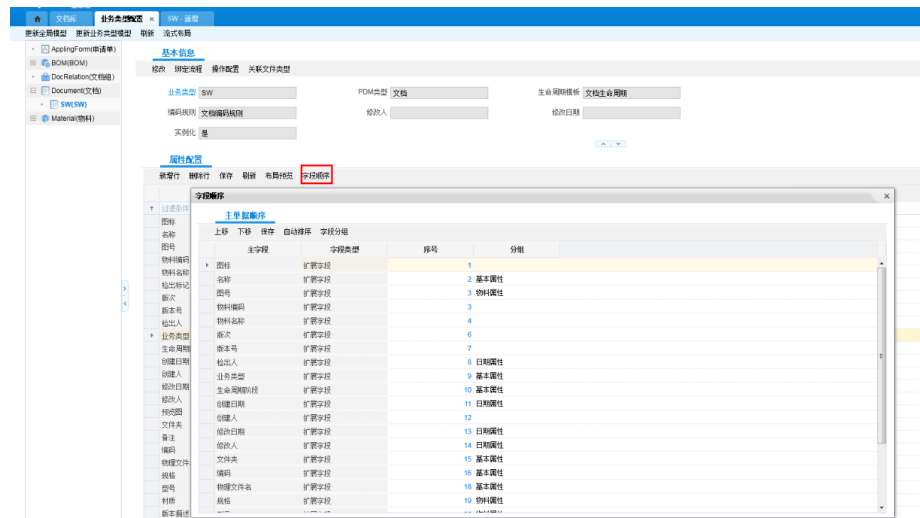 文档库 业务类型配置 × SW - 新增
更新全局模型 更新业务类型模型 刷新 流式布局
ApplingForm(申请单)
BOM(BOM)
DocRelation(文档组)
Document(文档)
SW(SW)
Material(物料)
基本信息
修改 绑定流程 操作配置 关联文件类型
业务类型 SW PDM类型 文档 生命周期模板 文档生命周期
编码规则 文档编码规则 修改人 修改日期
实例化 是
属性配置
新增行 删除行 保存 刷新 布局预览 字段顺序
过滤条件
图标
名称
图号
物料编码
物料名称
检出标记
版次
版本号
检出人
业务类型
生命周期
创建日期
创建人
修改日期
修改人
预览图
文件夹
备注
编码
物理文件
规格
型号
材质
版本描述
字段顺序 ×
主单据顺序
上移 下移 保存 自动排序 字段分组
主字段 字段类型 序号 分组
图标 扩展字段 1
名称 扩展字段 2 基本属性
图号 扩展字段 3 物料属性
物料编码 扩展字段 3
物料名称 扩展字段 4
版次 扩展字段 6
版本号 扩展字段 7
检出人 扩展字段 8 日期属性
业务类型 扩展字段 9 基本属性
生命周期阶段 扩展字段 10 基本属性
创建日期 扩展字段 11 日期属性
创建人 扩展字段 12
修改日期 扩展字段 13 日期属性
修改人 扩展字段 14 日期属性
文件夹 扩展字段 15 基本属性
编码 扩展字段 16 基本属性
物理文件名 扩展字段 18 基本属性
规格 扩展字段 19 物料属性